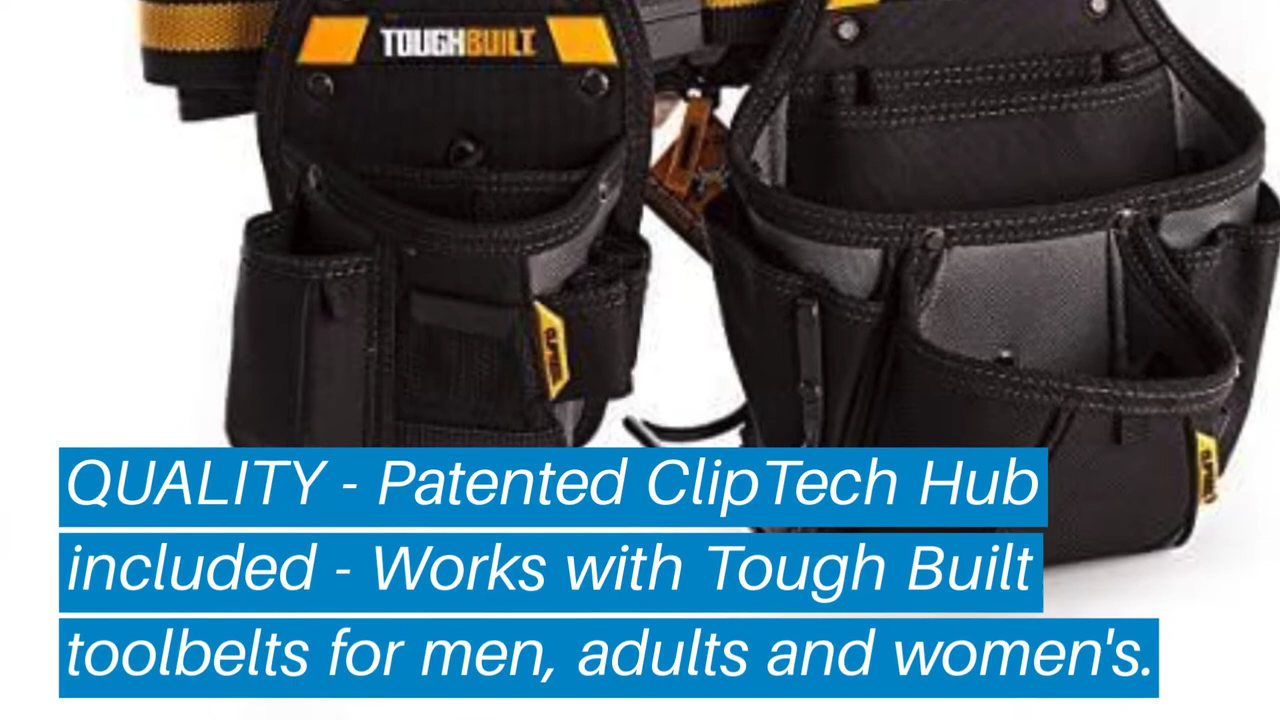 TOUGHBUILT
QUALITY - Patented ClipTech Hub
included - Works with Tough Built
toolbelts for men, adults and women's.